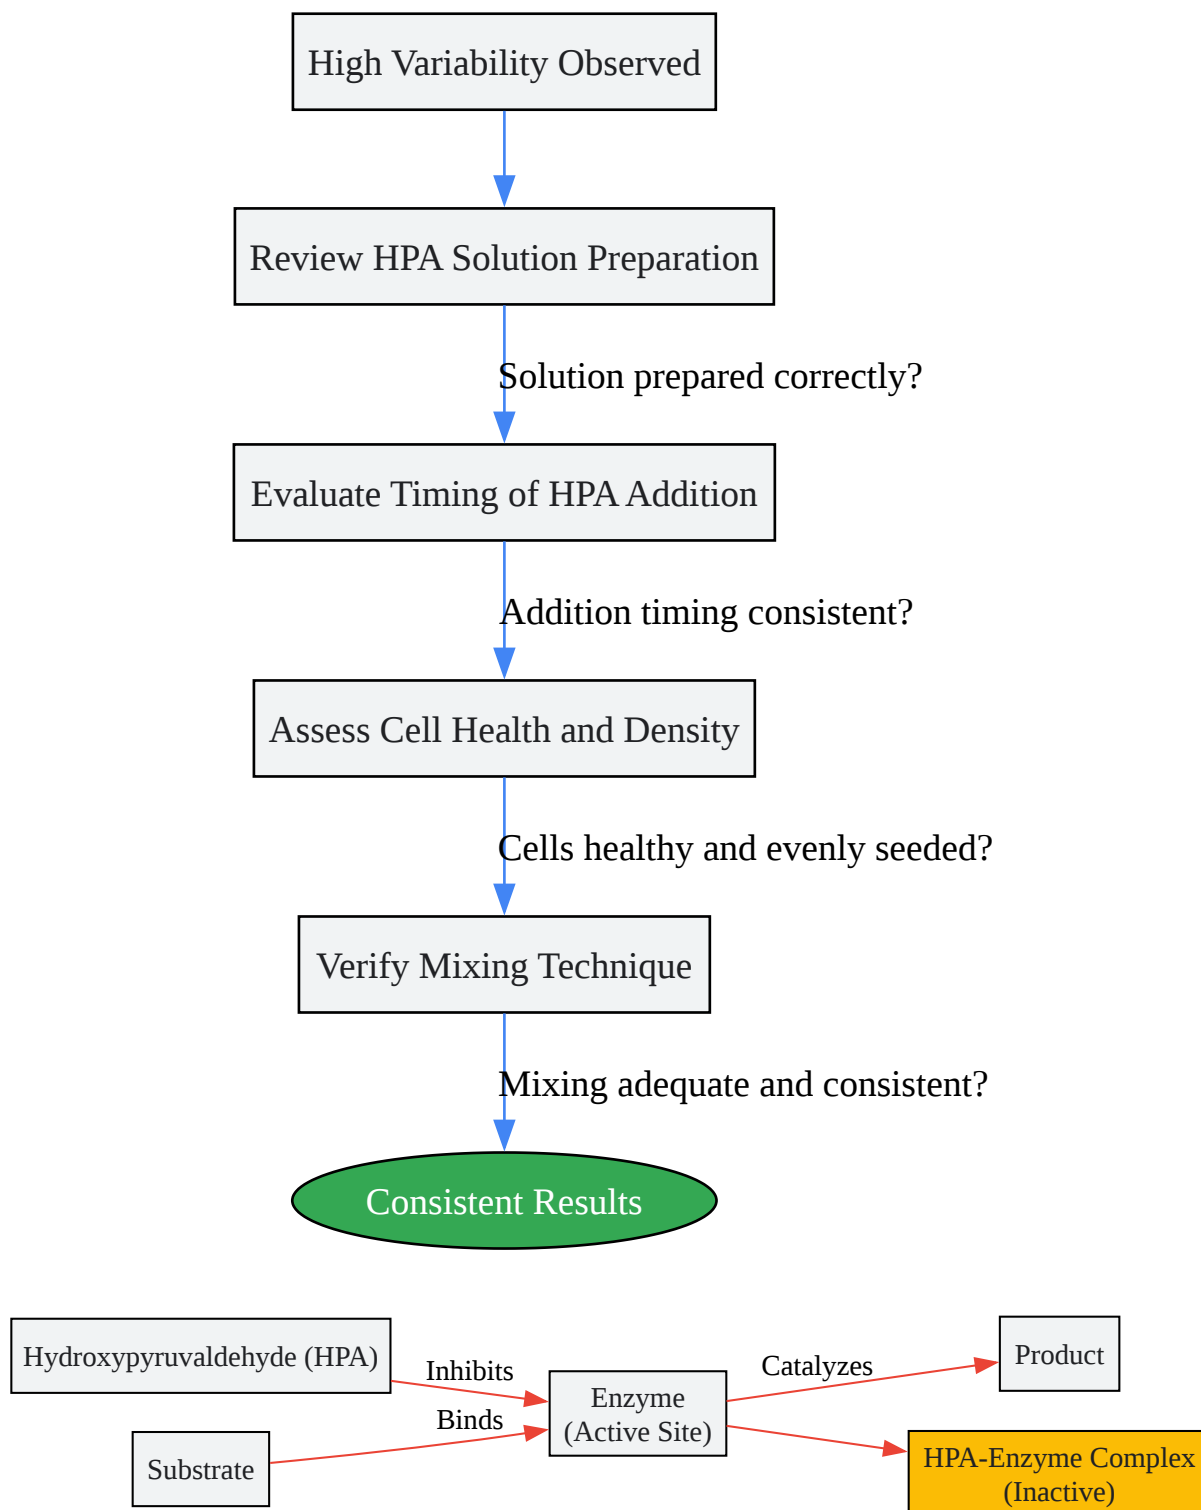 High Variability Observed
Review HPA Solution Preparation
Solution prepared correctly?
Evaluate Timing of HPA Addition
Addition timing consistent?
Assess Cell Health and Density
Cells healthy and evenly seeded?
Verify Mixing Technique
Mixing adequate and consistent?
Consistent Results
Hydroxypyruvaldehyde (HPA)
Inhibits
Binds
Substrate
Enzyme
(Active Site)
Catalyzes
Product
HPA-Enzyme Complex
(Inactive)